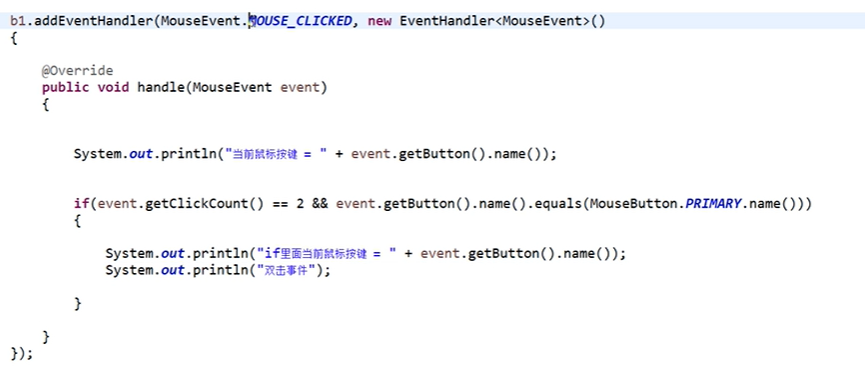 b1.addEventHandler(MouseEvent.MOUSE_CLICKED, new EventHandler<MouseEvent>()
{
@Override
public void handle(MouseEvent event)
{
System.out.println("当前鼠标按键 = " + event.getButton().name());
if(event.getClickCount() == 2 && event.getButton().name().equals(MouseButton.PRIMARY.name()))
{
System.out.println("if里面当前鼠标按键 = " + event.getButton().name());
System.out.println("双击事件");
}
}
});